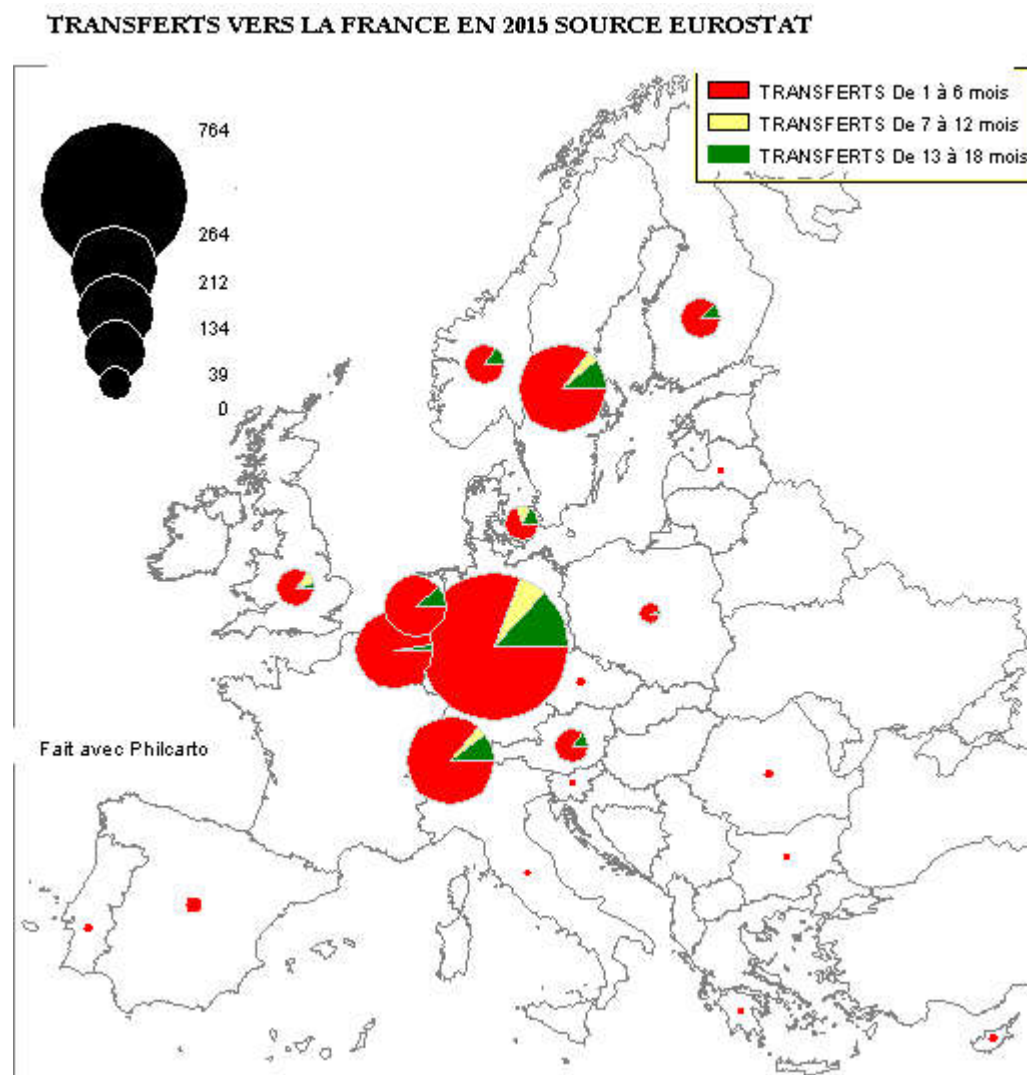 TRANSFERTS VERS LA FRANCE EN 2015 SOURCE EUROSTAT
TRANSFERTS De 1 à 6 mois
TRANSFERTS De 7 à 12 mois
TRANSFERTS De 13 à 18 mois
764
264
212
134
39
0
Fait avec Philcarto